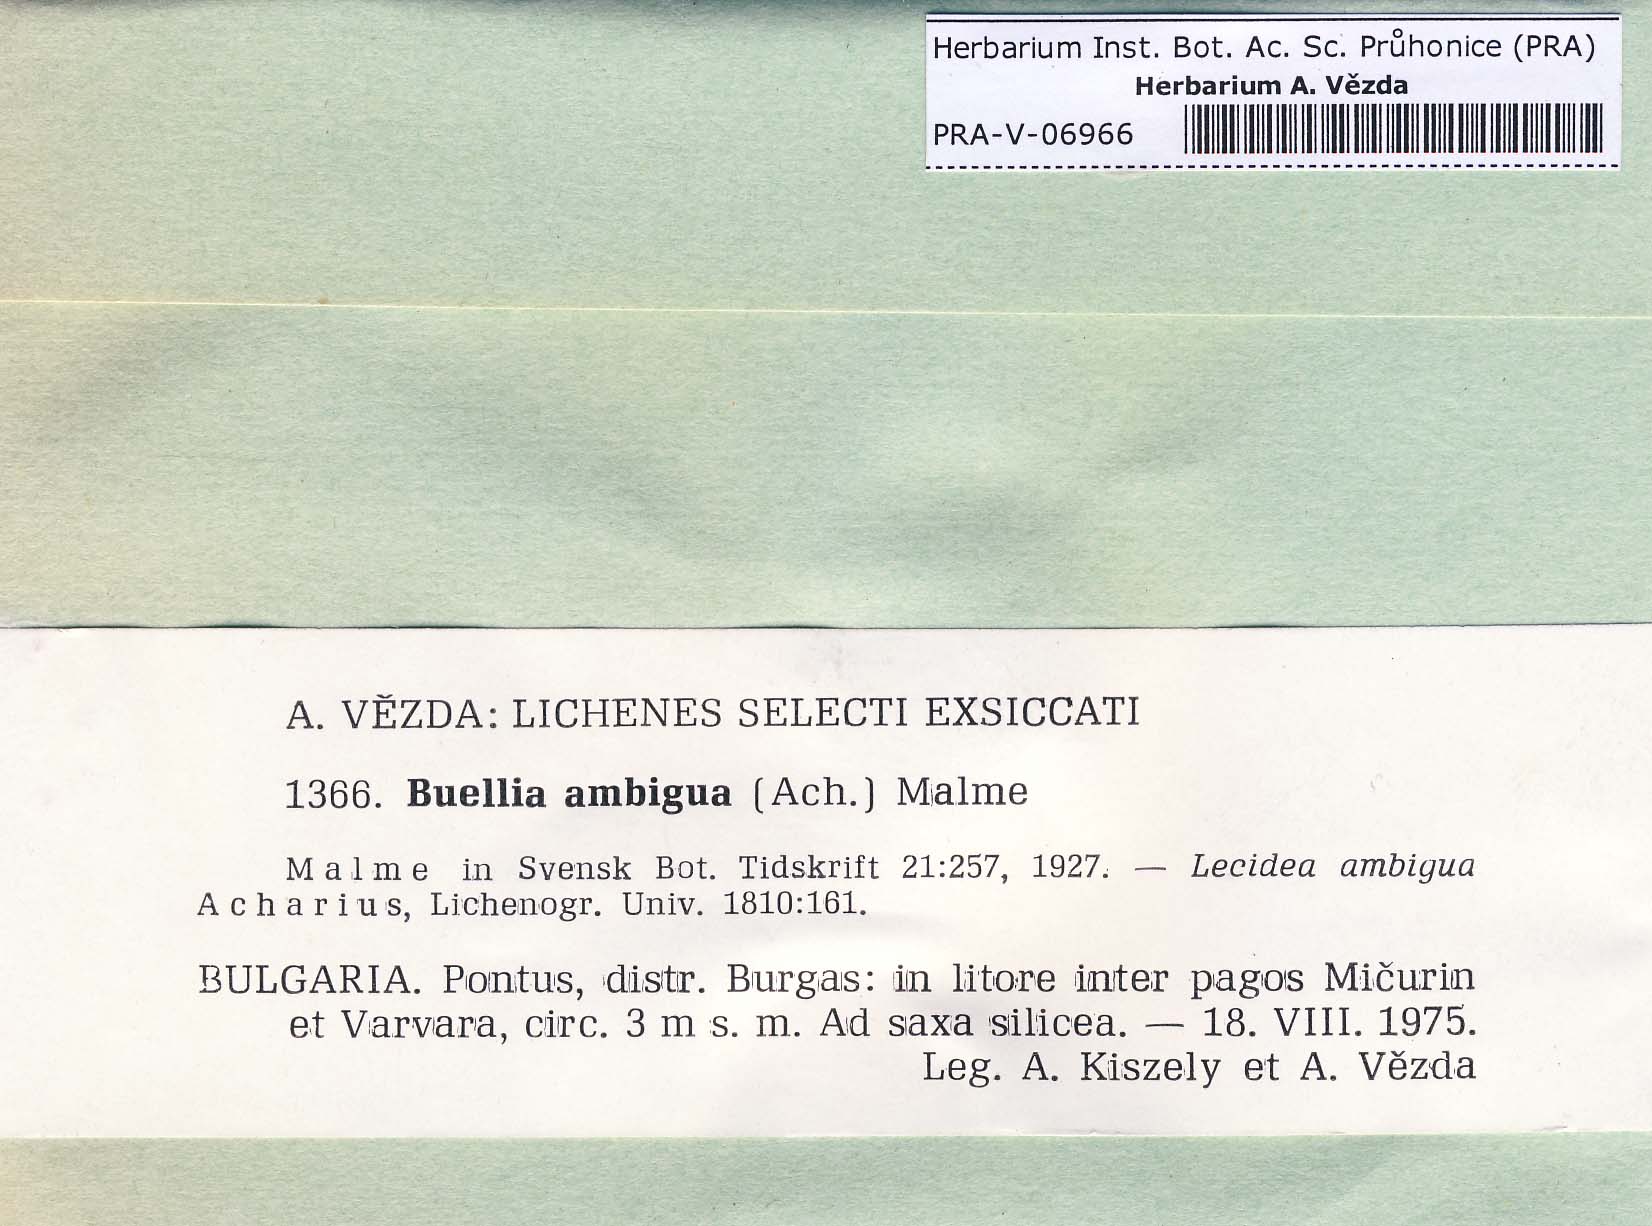 Herbarium Inst. Bot. Ac. Sc. Průhonice (PRA)
Herbarium A. Vězda
PRA-V-06966
A. VĚZDA: LICHENES SELECTI EXSICCATI
1366. Buellia ambigua (Ach.) Malme
Malme in Svensk Bot. Tidskrift 21:257, 1927. — Lecidea ambigua
Acharius, Lichenogr. Univ. 1810:161.
BULGARIA. Pontus, distr. Burgas: in litore inter pagos Mičurin
et Varvara, circ. 3 m s. m. Ad saxa silicea. — 18. VIII. 1975.
Leg. A. Kiszely et A. Vězda